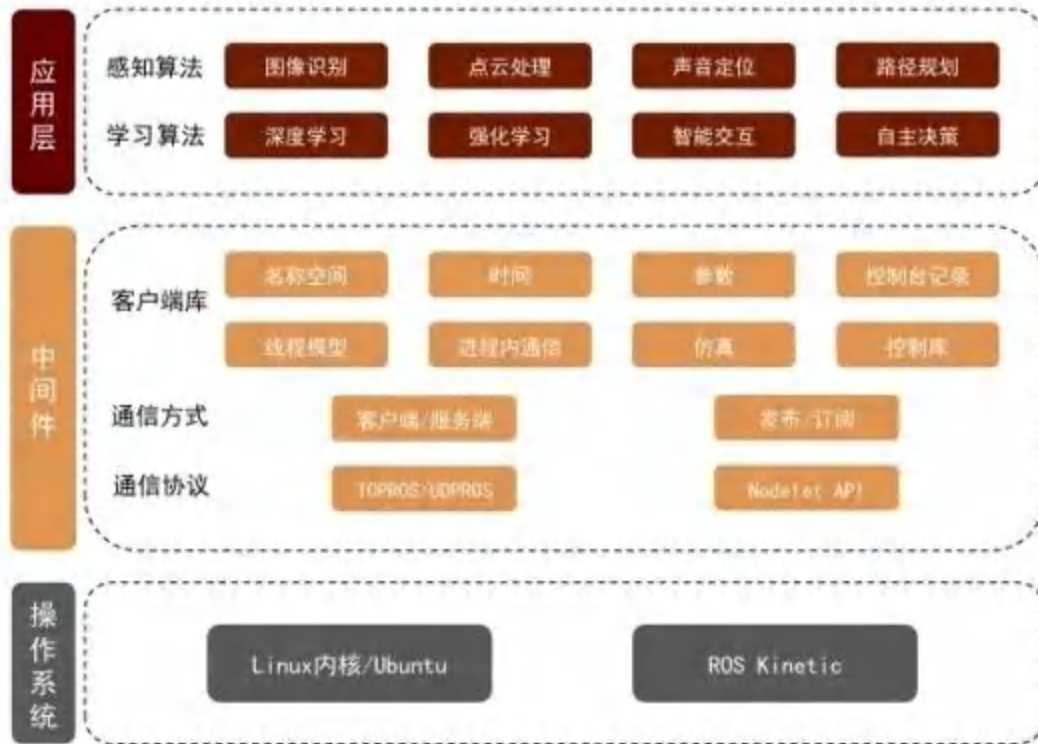 应用层
感知算法 图像识别 点云处理 声音定位 路径规划
学习算法 深度学习 强化学习 智能交互 自主决策
中间件
客户端库 名称空间 时间 参数 控制台记录
线程模型 进程内通信 仿真 控制库
通信方式 客户端/服务端 发布/订阅
通信协议 TOPROS/UDPROS Nodelet API
操作系统
Linux内核/Ubuntu ROS Kinetic